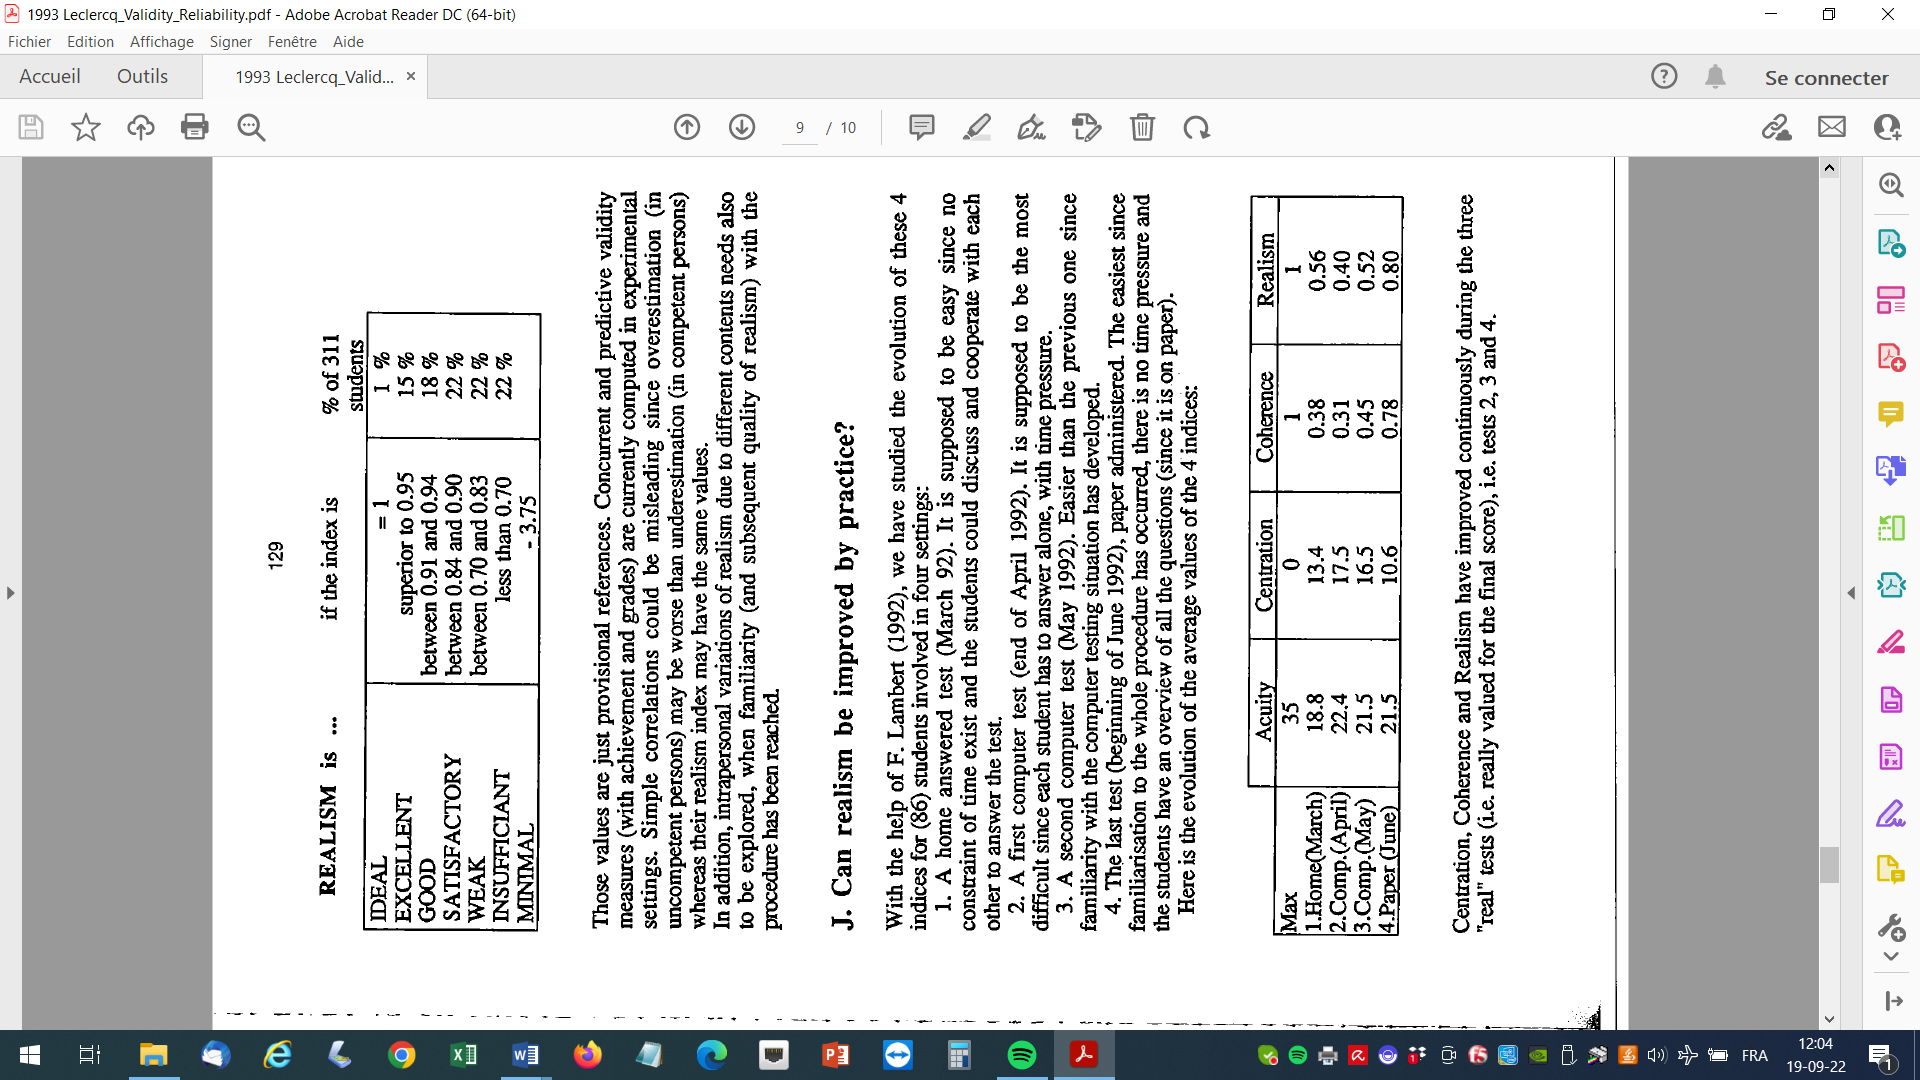 1993 Leclercq_Validity_Reliability.pdf - Adobe Acrobat Reader DC (64-bit)
Fichier Edition Affichage Signer Fenêtre Aide
Accueil Outils 1993 Leclercq_Valid... × Se connecter
9 / 10
129
REALISM is ... if the index is % of 311 students
IDEAL = 1 1 %
EXCELLENT superior to 0.95 15 %
GOOD between 0.91 and 0.94 18 %
SATISFACTORY between 0.84 and 0.90 22 %
WEAK between 0.70 and 0.83 22 %
INSUFFICIANT less than 0.70 22 %
MINIMAL - 3.75
Those values are just provisional references. Concurrent and predictive validity
measures (with achievement and grades) are currently computed in experimental
settings. Simple correlations could be misleading since overestimation (in
uncompetent persons) may be worse than underestimation (in competent persons)
whereas their realism index may have the same values.
In addition, intrapersonal variations of realism due to different contents needs also
to be explored, when familiarity (and subsequent quality of realism) with the
procedure has been reached.
J. Can realism be improved by practice?
With the help of F. Lambert (1992), we have studied the evolution of these 4
indices for (86) students involved in four settings:
1. A home answered test (March 92). It is supposed to be easy since no
constraint of time exist and the students could discuss and cooperate with each
other to answer the test.
2. A first computer test (end of April 1992). It is supposed to be the most
difficult since each student has to answer alone, with time pressure.
3. A second computer test (May 1992). Easier than the previous one since
familiarity with the computer testing situation has developed.
4. The last test (beginning of June 1992), paper administered. The easiest since
familiarisation to the whole procedure has occurred, there is no time pressure and
the students have an overview of all the questions (since it is on paper).
Here is the evolution of the average values of the 4 indices:
Acuity Centration Coherence Realism
Max 35 0 1 1
1.Home(March) 18.8 13.4 0.38 0.56
2.Comp.(April) 22.4 17.5 0.31 0.40
3.Comp.(May) 21.5 16.5 0.45 0.52
4.Paper (June) 21.5 10.6 0.78 0.80
Centration, Coherence and Realism have improved continuously during the three
"real" tests (i.e. really valued for the final score), i.e. tests 2, 3 and 4.
FRA
12:04
19-09-22
1